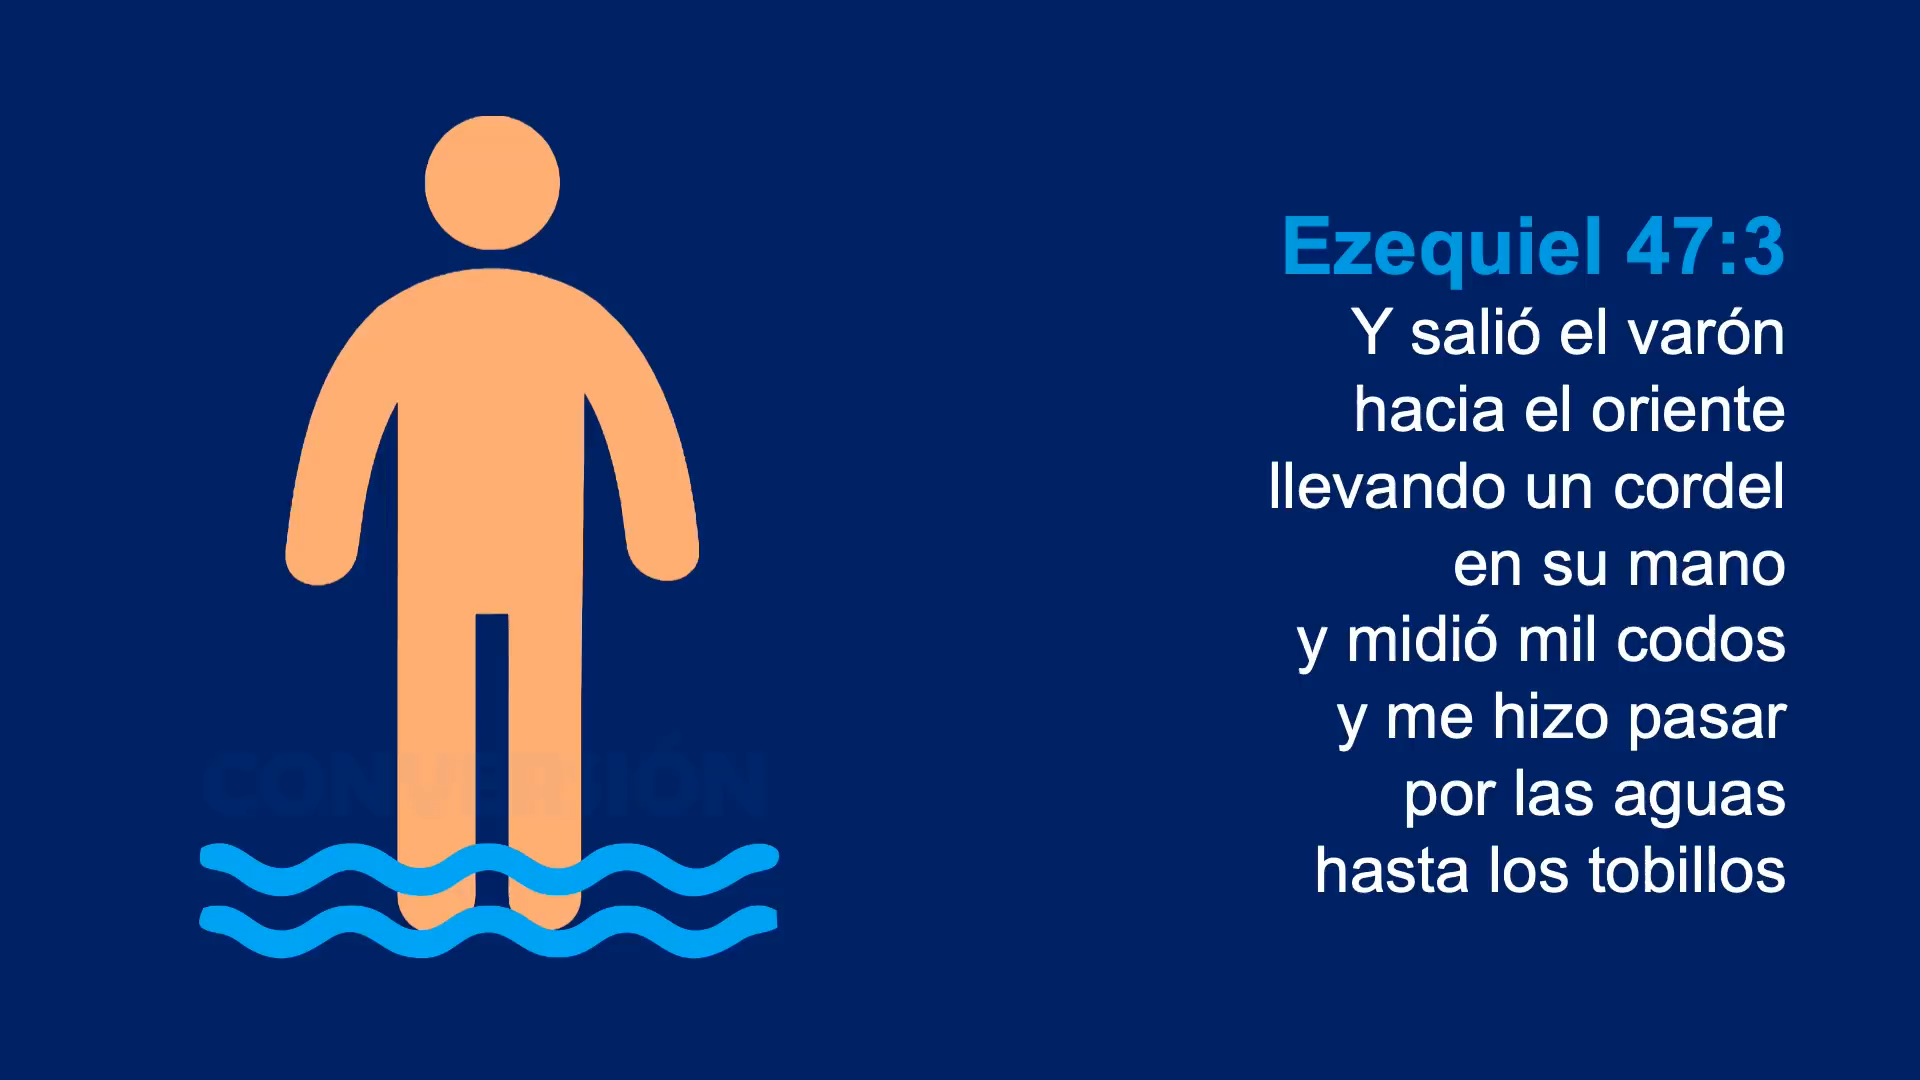 Ezequiel 47:3
Y salió el varón
hacia el oriente
llevando un cordel
en su mano
y midió mil codos
y me hizo pasar
por las aguas
hasta los tobillos
CONVERSIÓN